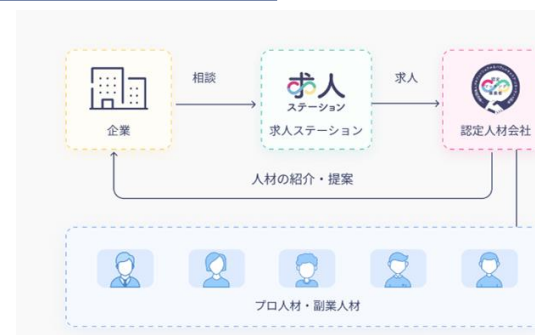 相談
求人
求人
ステーション
企業
求人ステーション
認定人材会社
人材の紹介・提案
プロ人材・副業人材